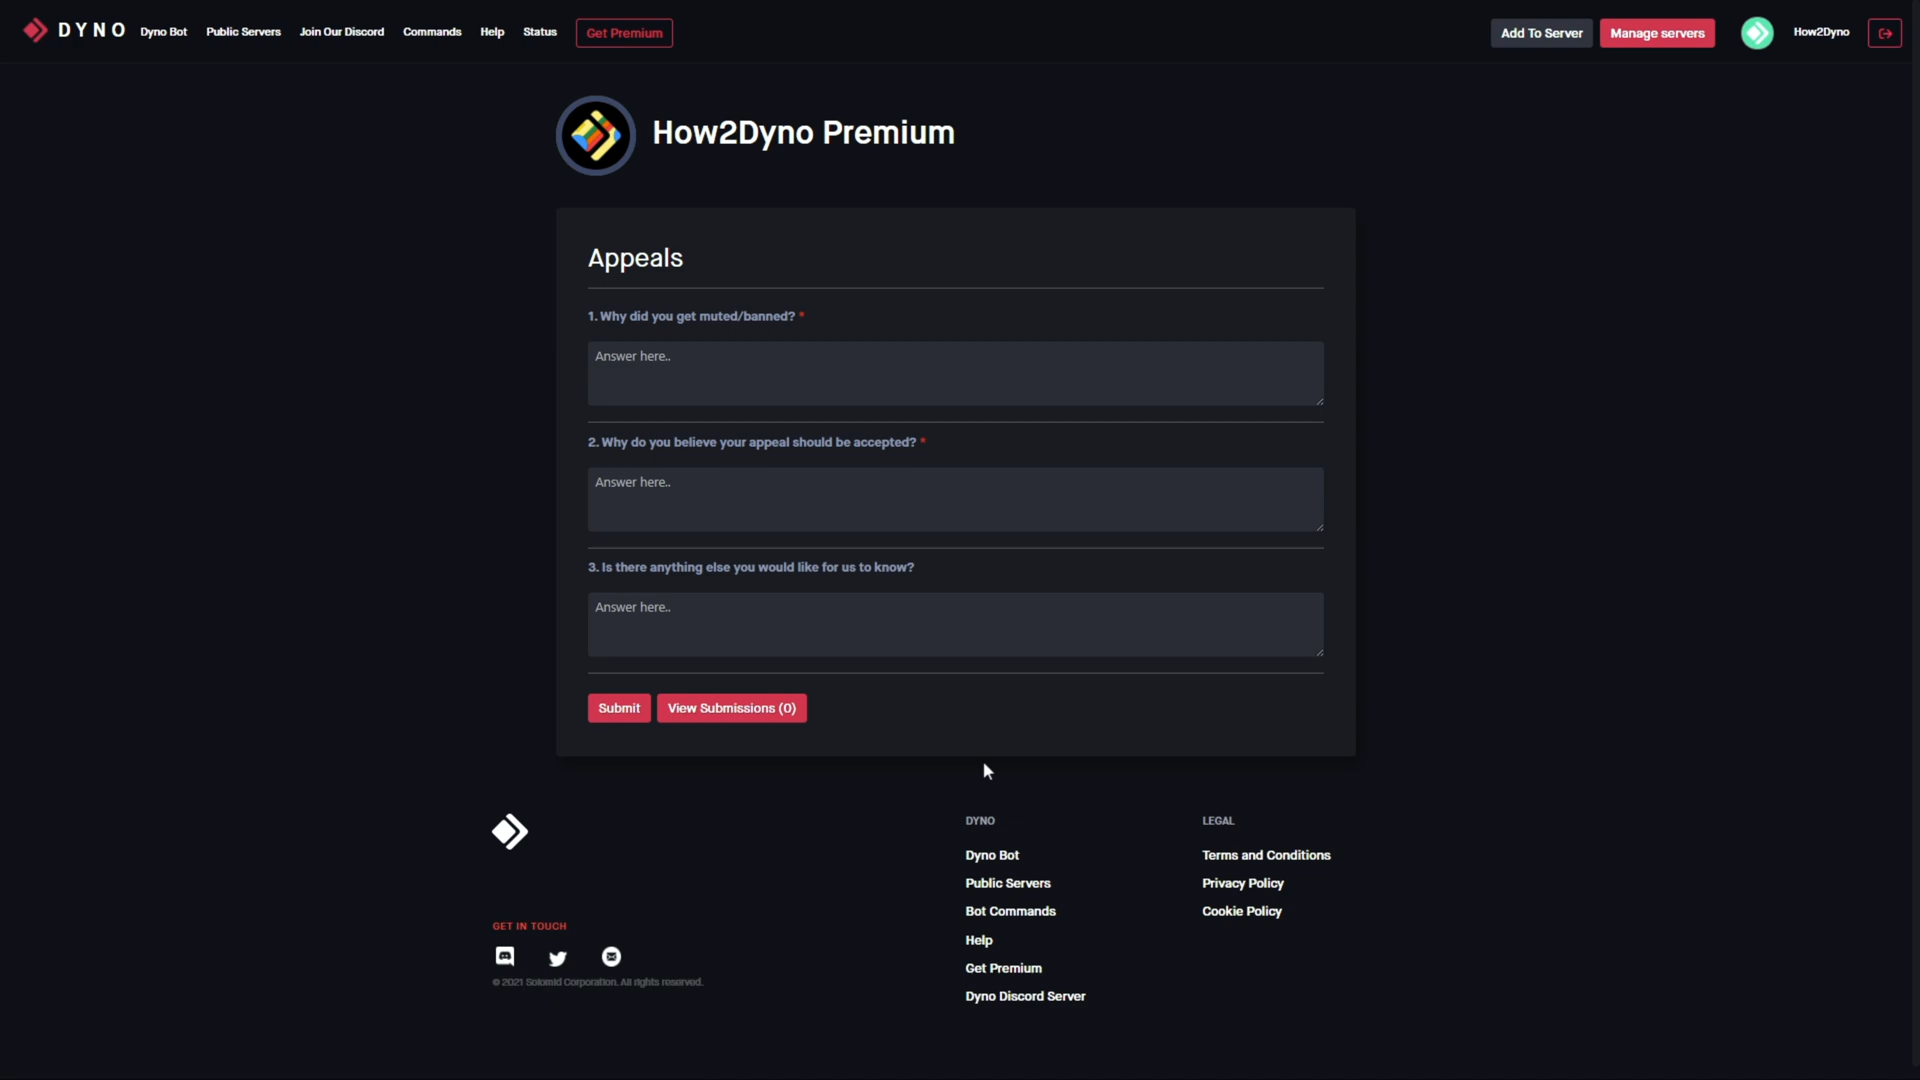 DYNO Dyno Bot Public Servers Join Our Discord Commands Help Status Get Premium Add To Server Manage servers How2Dyno
How2Dyno Premium
Appeals
1. Why did you get muted/banned? *
Answer here..
2. Why do you believe your appeal should be accepted? *
Answer here..
3. Is there anything else you would like for us to know?
Answer here..
Submit View Submissions (0)
DYNO
Dyno Bot
Public Servers
Bot Commands
Help
Get Premium
Dyno Discord Server
LEGAL
Terms and Conditions
Privacy Policy
Cookie Policy
GET IN TOUCH
© 2021 Solomid Corporation. All rights reserved.